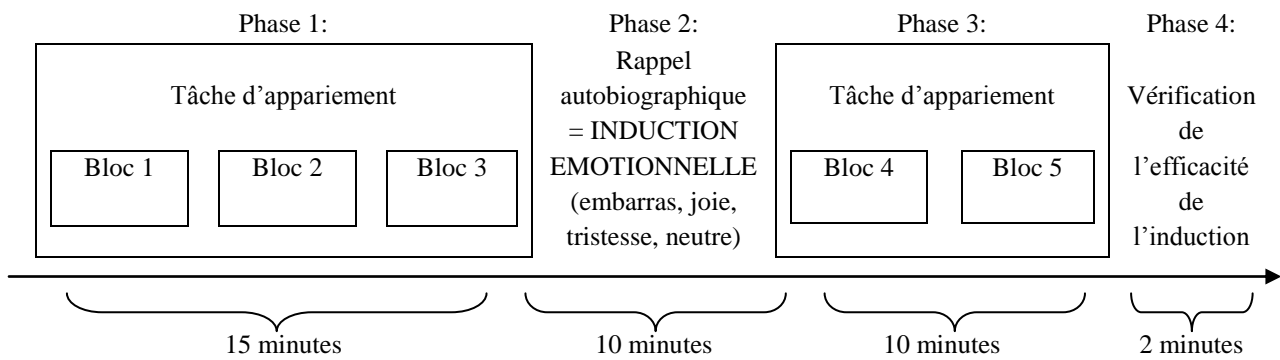 Phase 1:
Tâche d'appariement
Bloc 1
Bloc 2
Bloc 3
Phase 2:
Rappel
autobiographique
= INDUCTION
EMOTIONNELLE
(embarras, joie,
tristesse, neutre)
Phase 3:
Tâche d'appariement
Bloc 4
Bloc 5
Phase 4:
Vérification
de
l'efficacité
de
l'induction
15 minutes
10 minutes
10 minutes
2 minutes